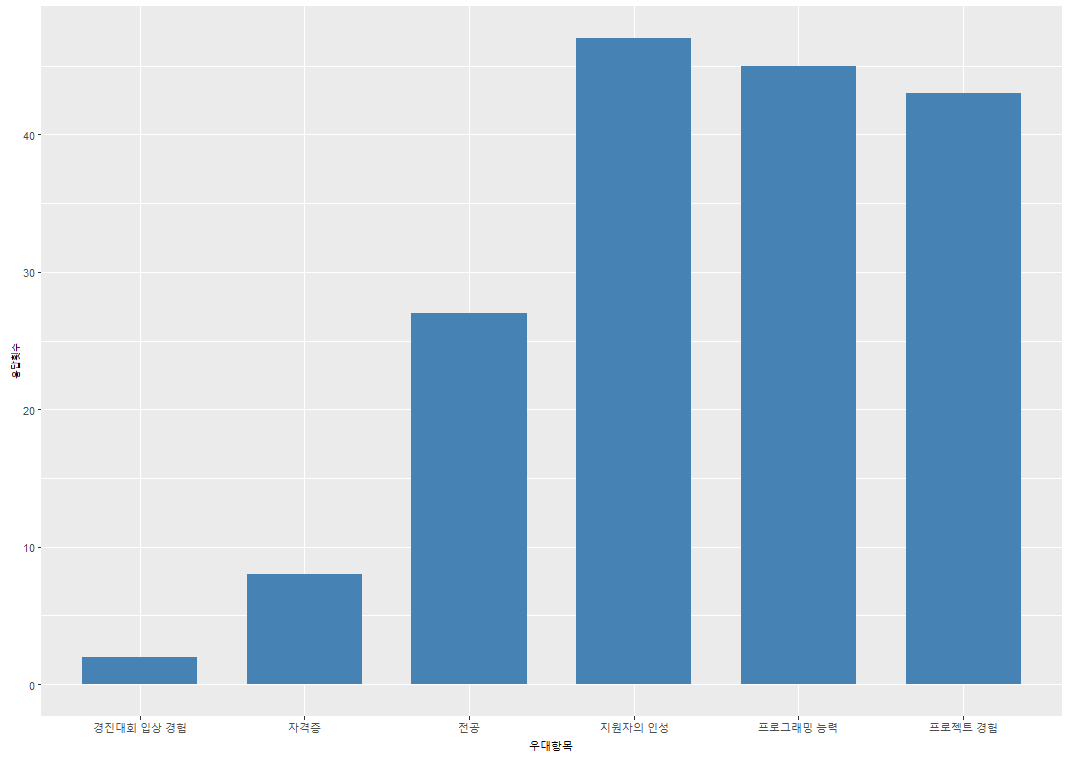 40
30
20
10
0
응답횟수
경진대회 입상 경험
자격증
전공
지원자의 인성
프로그래밍 능력
프로젝트 경험
우대항목